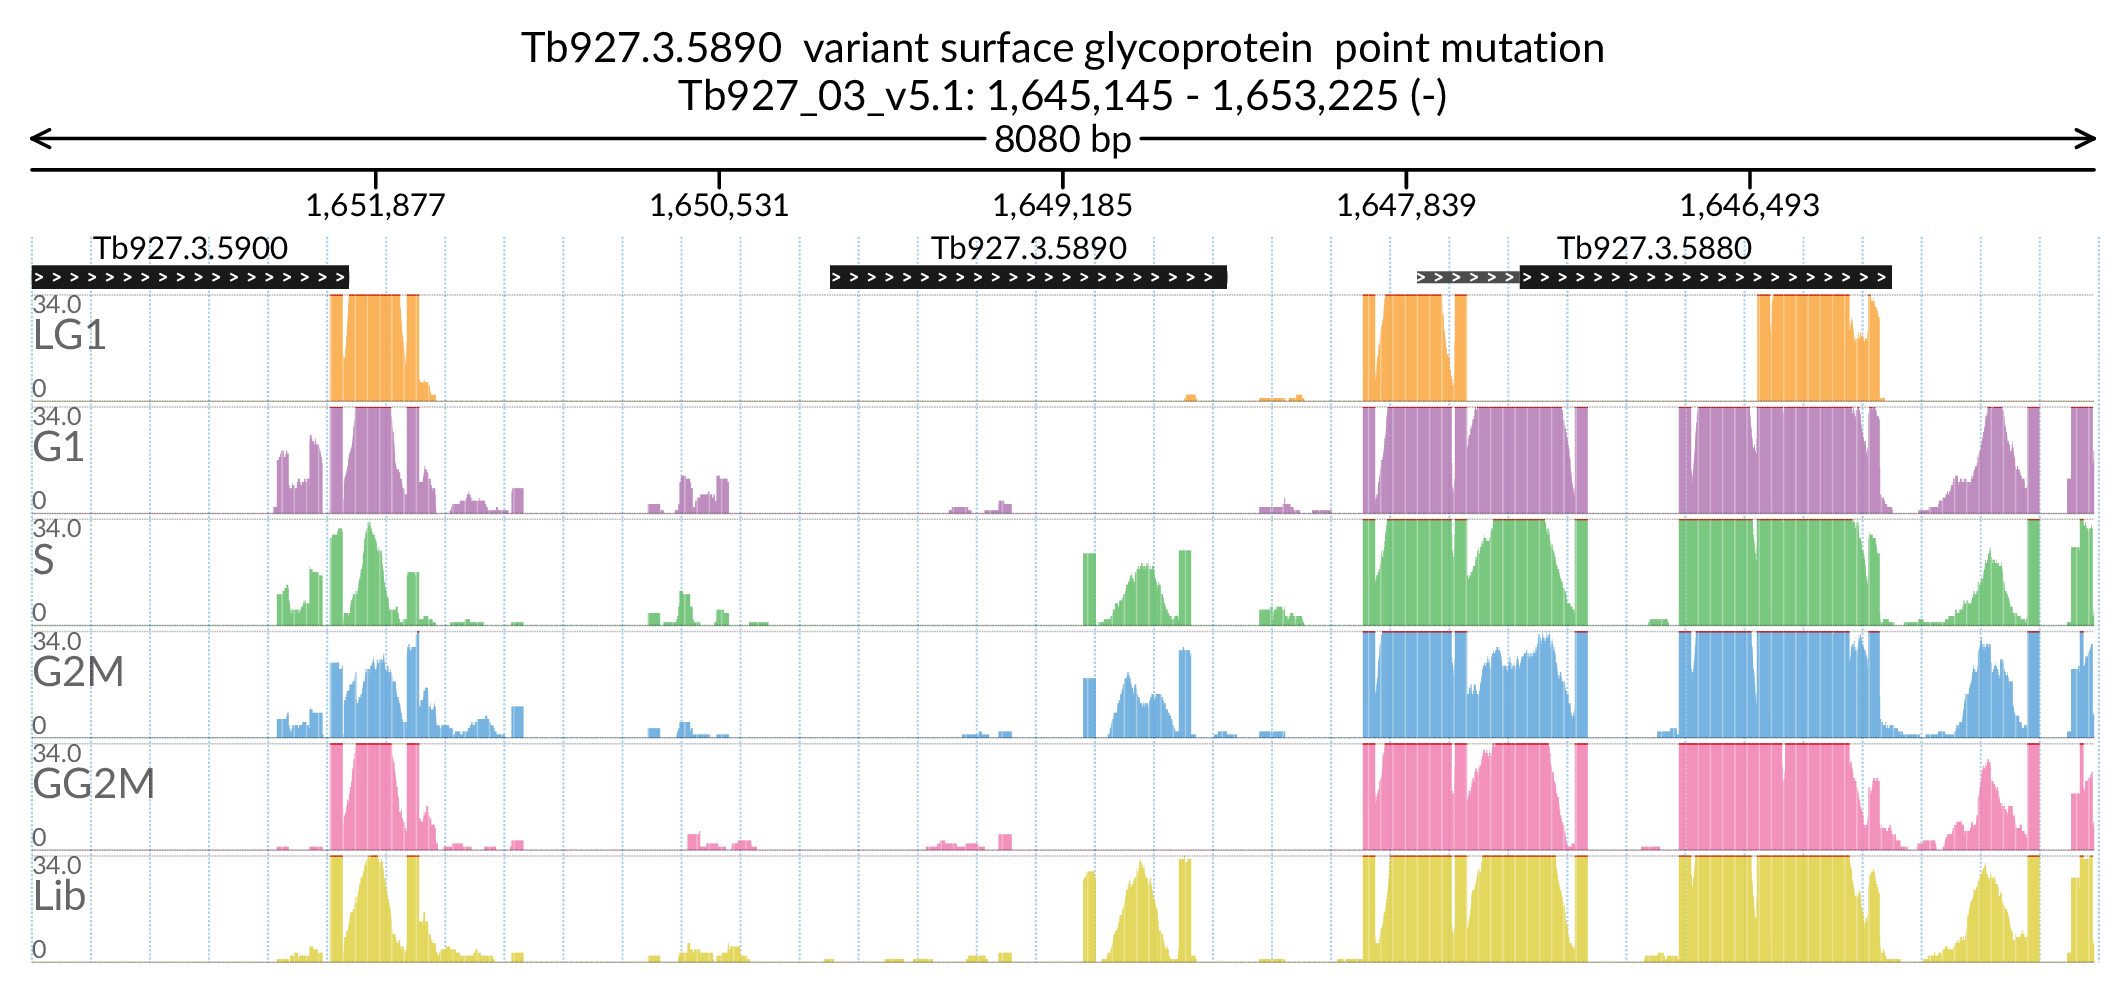 Tb927.3.5890 variant surface glycoprotein point mutation
Tb927_03_v5.1: 1,645,145 - 1,653,225 (-)
8080 bp
1,651,877 1,650,531 1,649,185 1,647,839 1,646,493
Tb927.3.5900 Tb927.3.5890 Tb927.3.5880
34.0
LG1
0
34.0
G1
0
34.0
S
0
34.0
G2M
0
34.0
GG2M
0
34.0
Lib
0